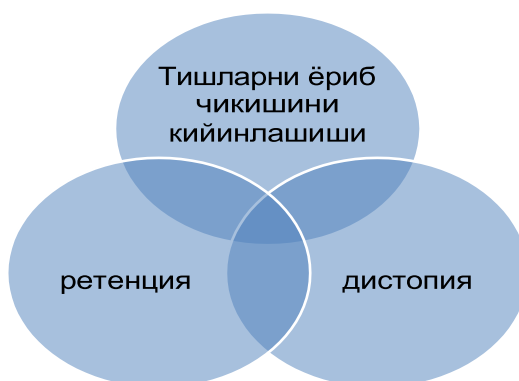 Тишларни ёриб
чикишини
кийинлашиши
ретенция
дистопия